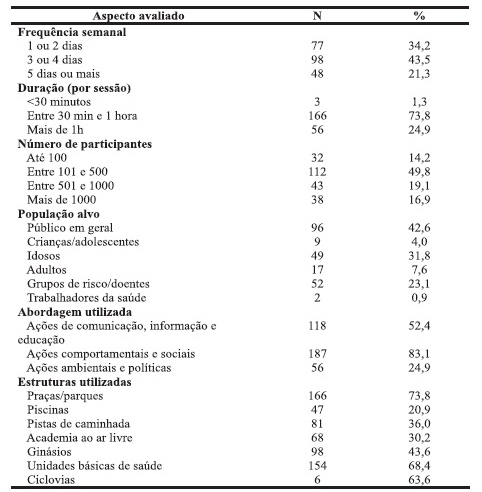 Aspecto avaliado N %
Frequência semanal
1 ou 2 dias 77 34,2
3 ou 4 dias 98 43,5
5 dias ou mais 48 21,3
Duração (por sessão)
<30 minutos 3 1,3
Entre 30 min e 1 hora 166 73,8
Mais de 1h 56 24,9
Número de participantes
Até 100 32 14,2
Entre 101 e 500 112 49,8
Entre 501 e 1000 43 19,1
Mais de 1000 38 16,9
População alvo
Público em geral 96 42,6
Crianças/adolescentes 9 4,0
Idosos 49 31,8
Adultos 17 7,6
Grupos de risco/doentes 52 23,1
Trabalhadores da saúde 2 0,9
Abordagem utilizada
Ações de comunicação, informação e 118 52,4
educação
Ações comportamentais e sociais 187 83,1
Ações ambientais e políticas 56 24,9
Estruturas utilizadas
Praças/parques 166 73,8
Piscinas 47 20,9
Pistas de caminhada 81 36,0
Academia ao ar livre 68 30,2
Ginásios 98 43,6
Unidades básicas de saúde 154 68,4
Ciclovias 6 63,6